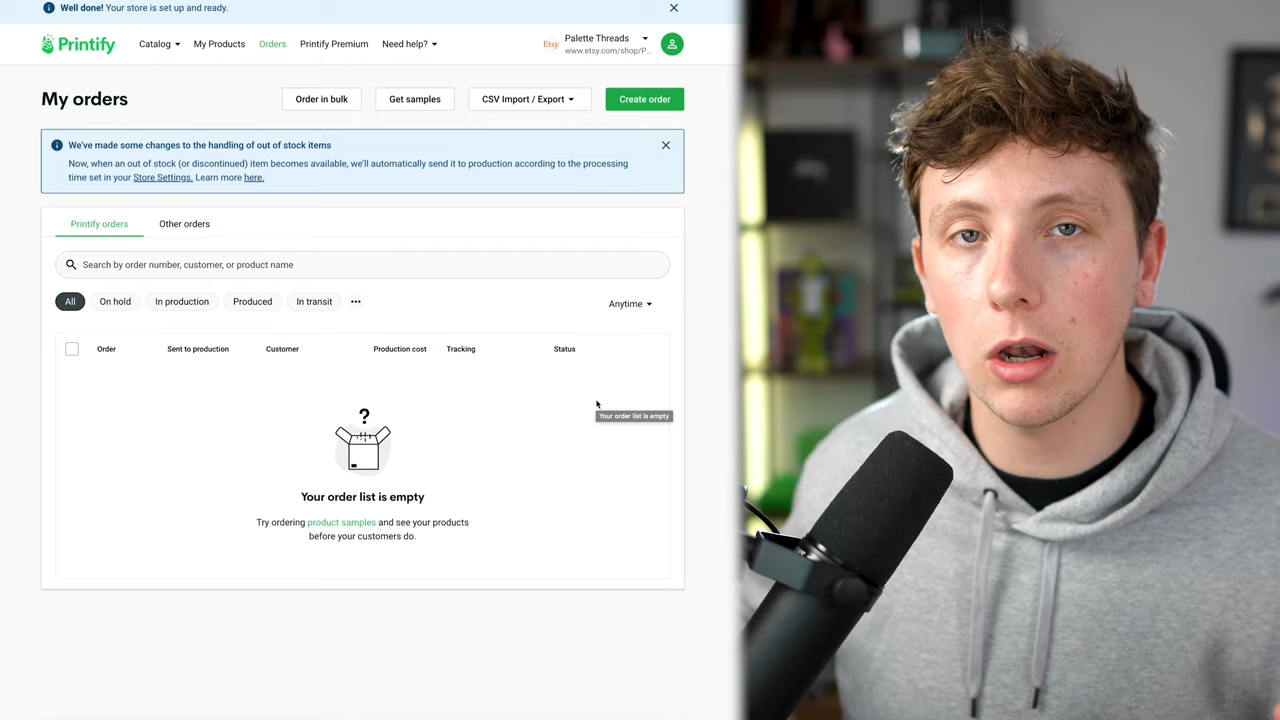 Well done! Your store is set up and ready.
Printify
Catalog
My Products
Orders
Printify Premium
Need help?
Etsy
Palette Threads
www.etsy.com/shop/P...
My orders
Order in bulk
Get samples
CSV Import / Export
Create order
We've made some changes to the handling of out of stock items
Now, when an out of stock (or discontinued) item becomes available, we'll automatically send it to production according to the processing
time set in your Store Settings. Learn more here.
Printify orders
Other orders
Search by order number, customer, or product name
All
On hold
In production
Produced
In transit
Anytime
Order
Sent to production
Customer
Production cost
Tracking
Status
Your order list is empty
?
Your order list is empty
Try ordering product samples and see your products
before your customers do.